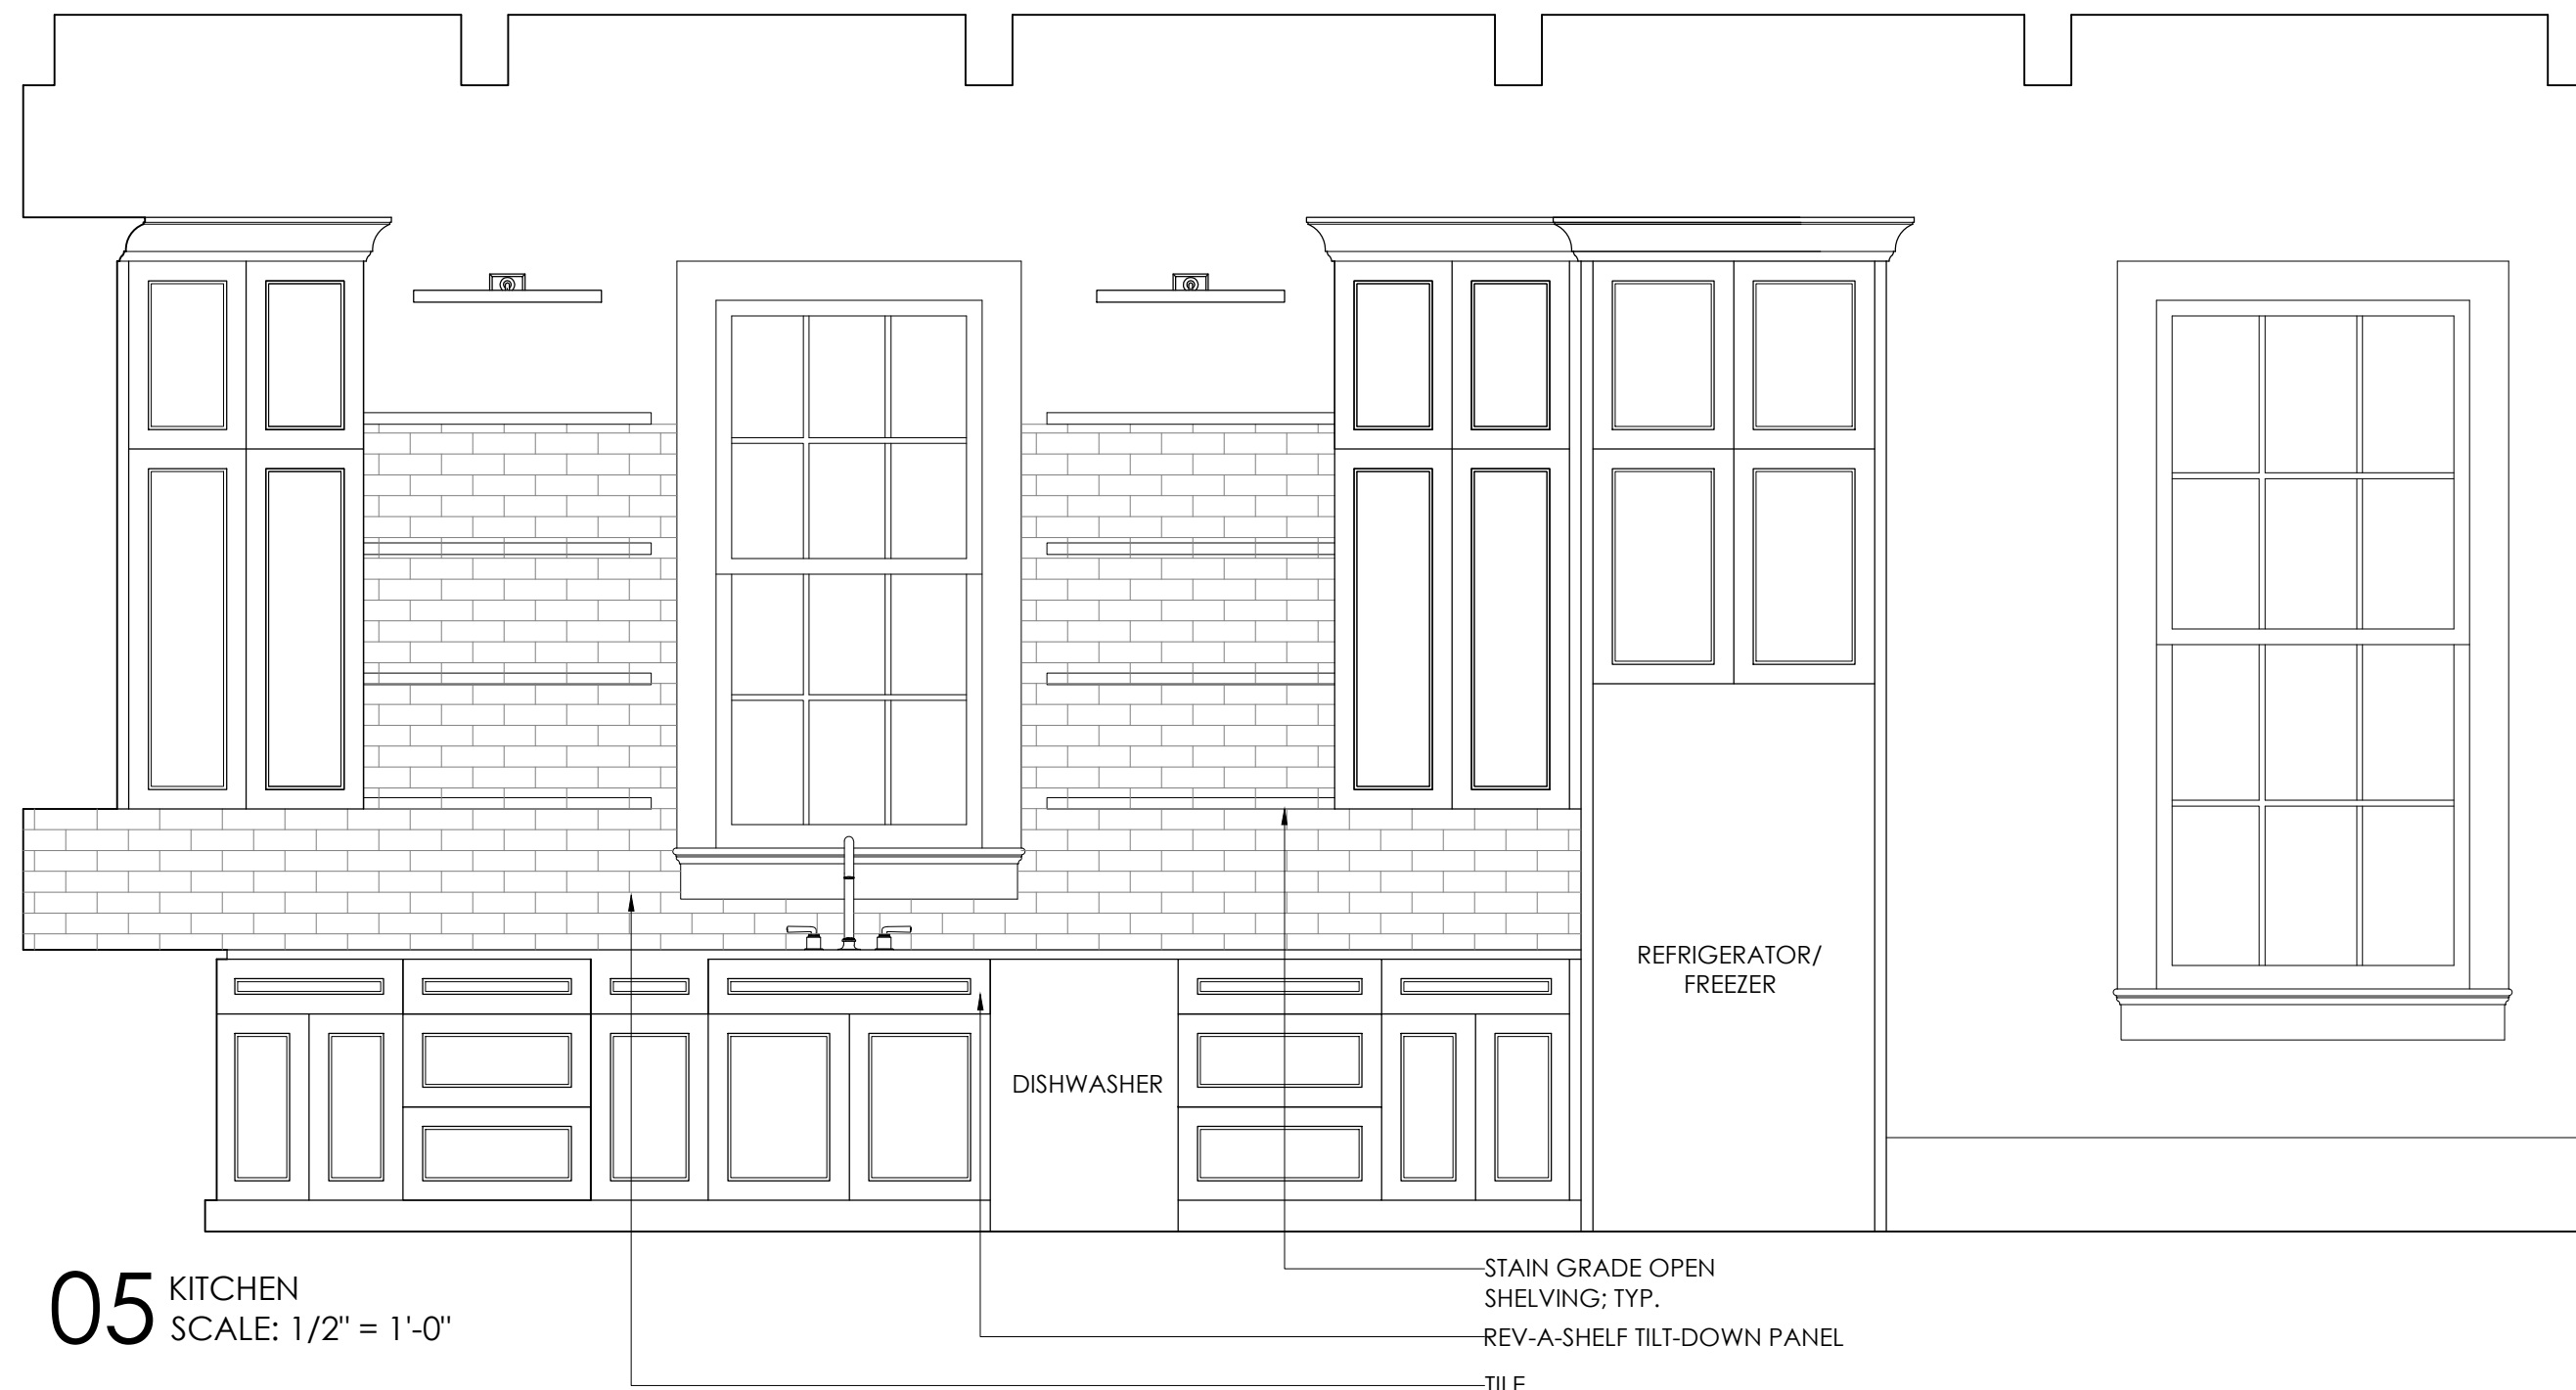 REFRIGERATOR/
FREEZER
DISHWASHER
STAIN GRADE OPEN
SHELVING; TYP.
REV-A-SHELF TILT-DOWN PANEL
TILE
05
KITCHEN
SCALE: 1/2" = 1'-0"